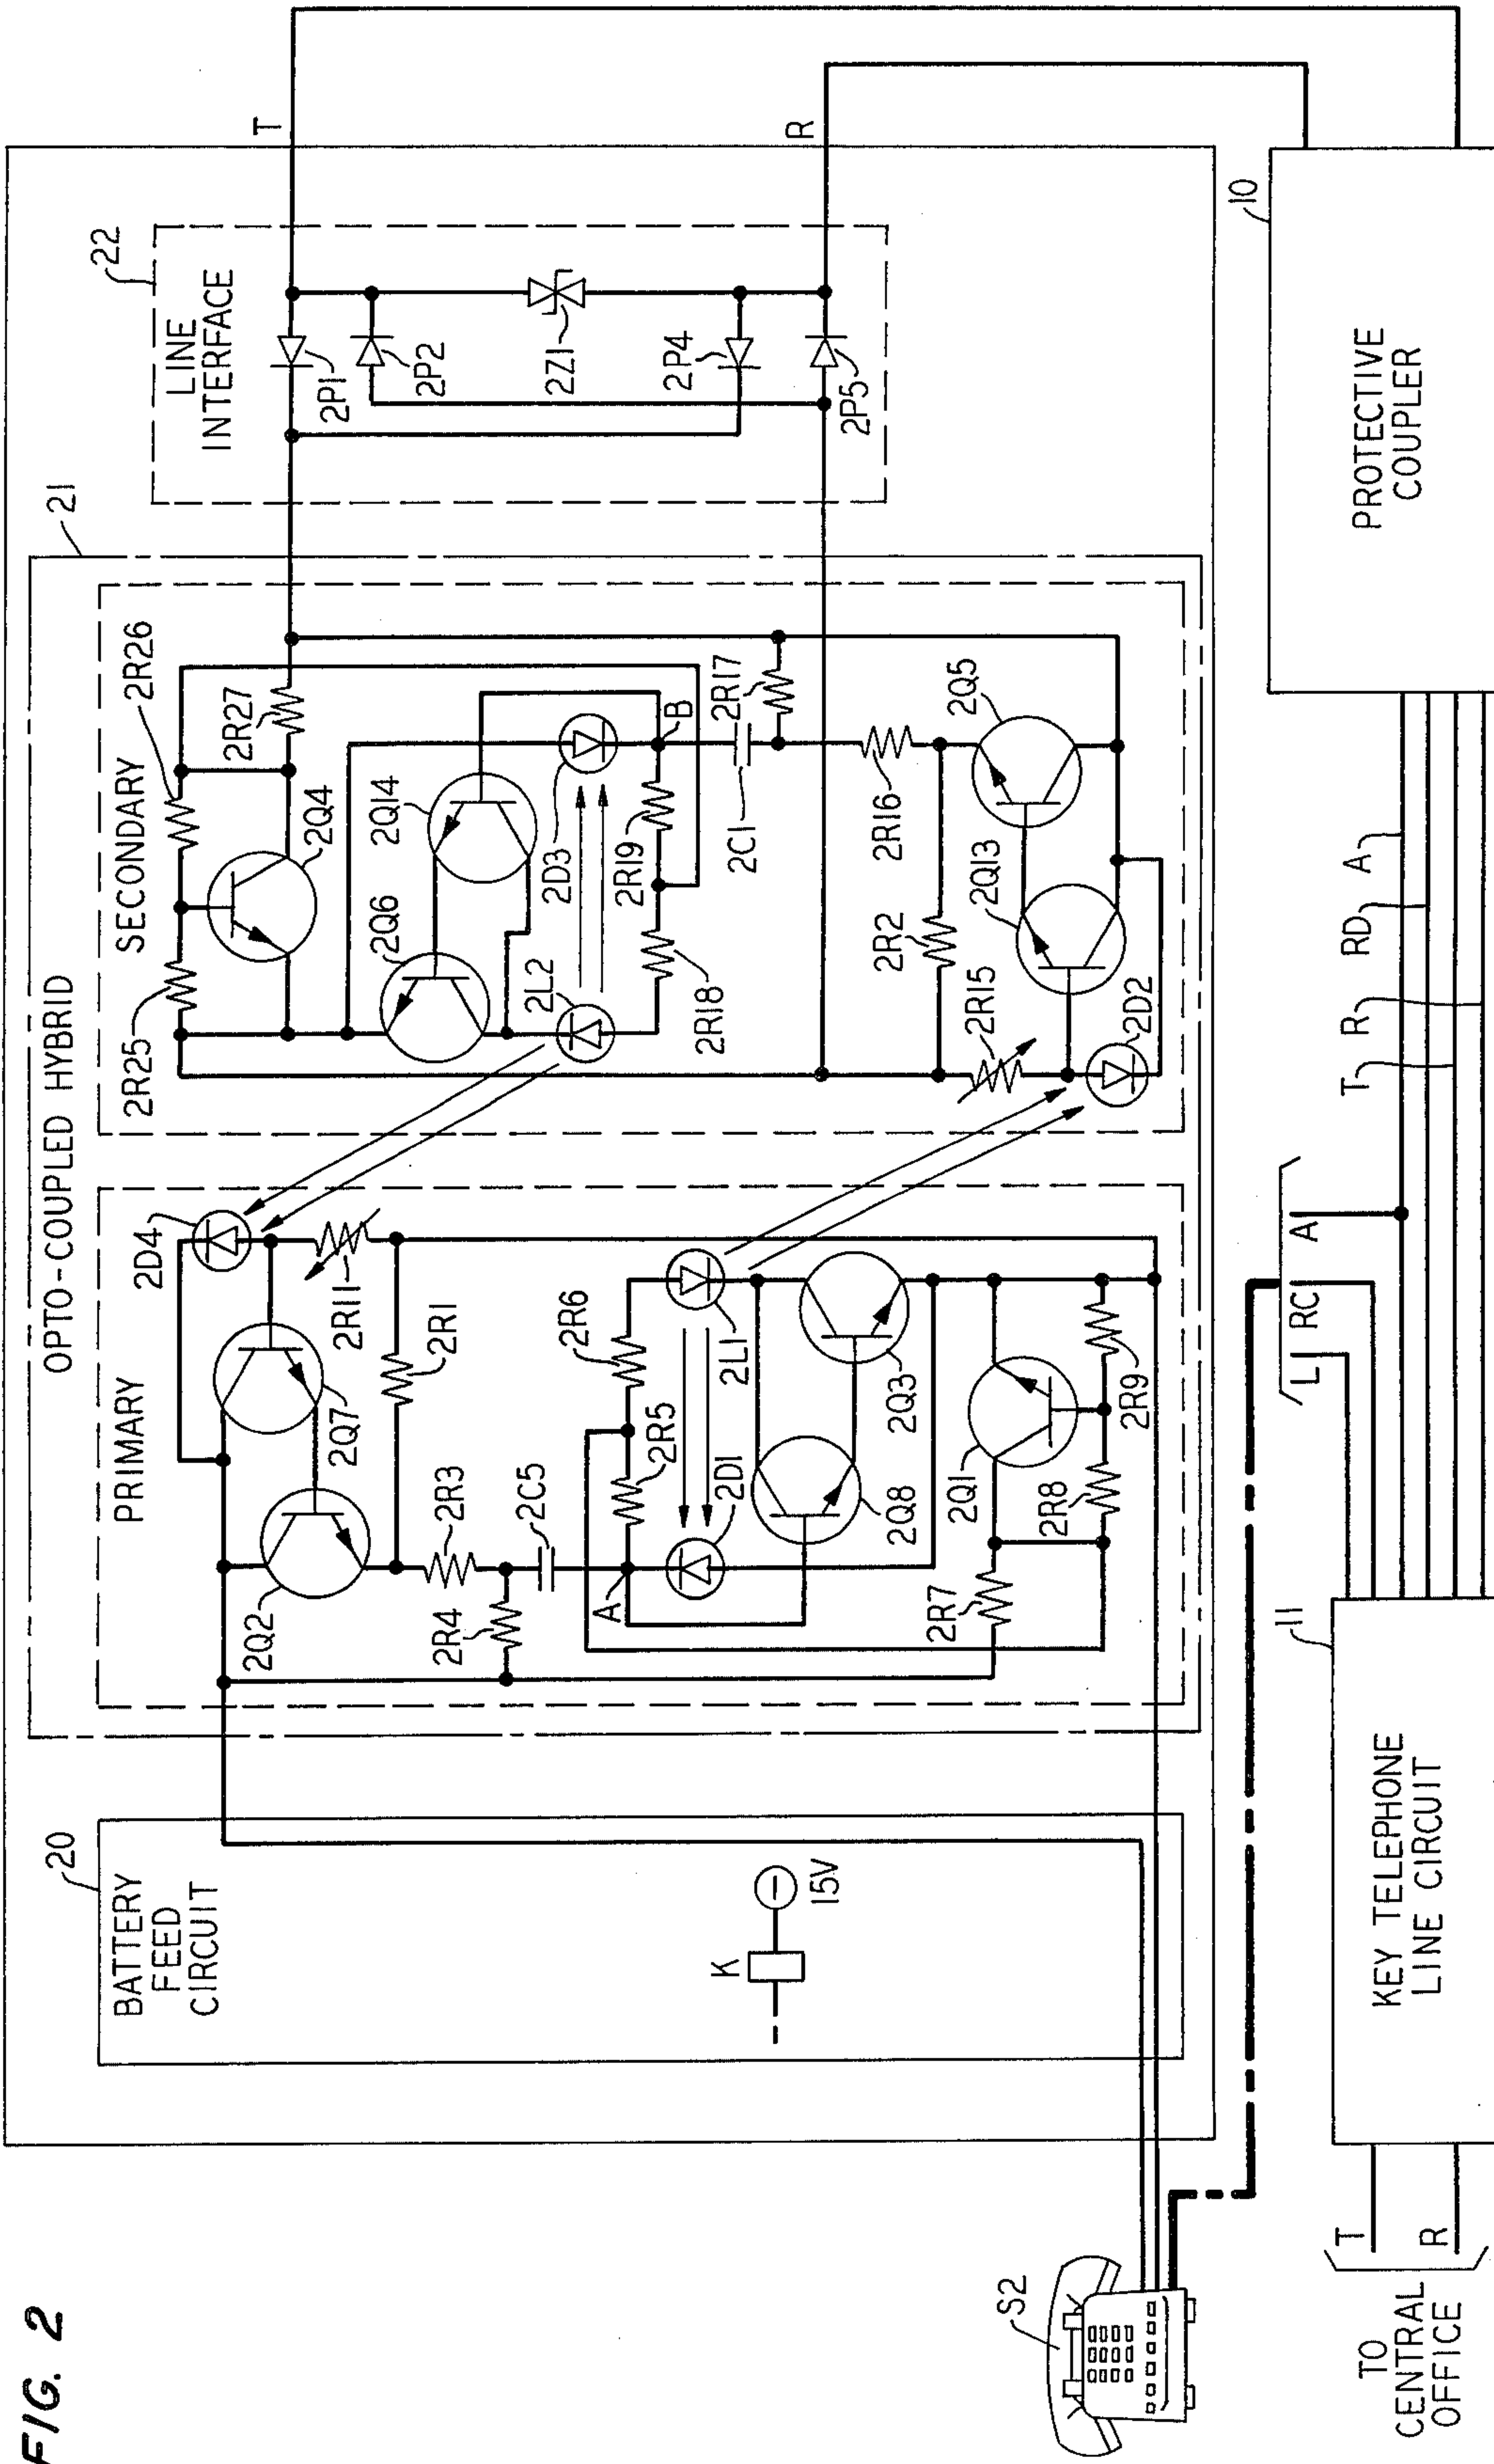 FIG. 2
20
BATTERY
FEED
CIRCUIT
K
15V
OPTO-COUPLED HYBRID
21
PRIMARY
2D4
2Q7
2Q2
2R11
2R1
2R3
2R4
2C5
A
2R6
2R5
2L1
2D1
2Q3
2Q8
2Q1
2R7
2R8
2R9
SECONDARY
2R25
2R26
2R27
2Q4
2Q14
2Q6
2D3
2L2
2R19
2R18
B
2C1
2R17
2R16
2R2
2R15
2Q5
2Q13
2D2
22
LINE
INTERFACE
2P1
2P2
2Z1
2P4
2P5
T
R
S2
TO
CENTRAL
OFFICE
T
R
11
KEY TELEPHONE
LINE CIRCUIT
L
RC
A
T
R
RD
A
10
PROTECTIVE
COUPLER